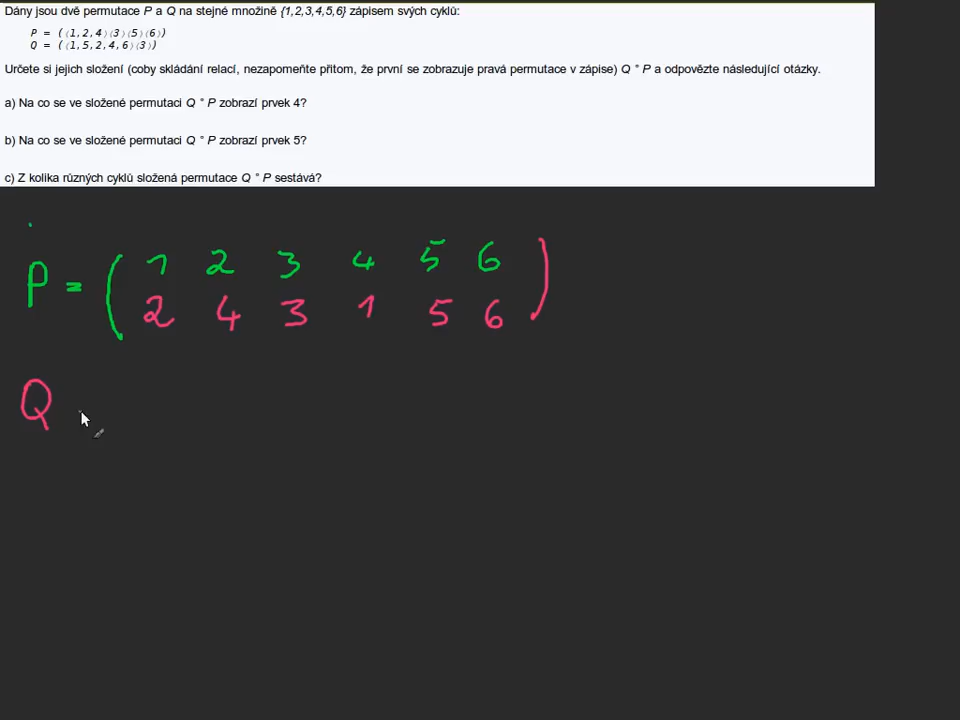 Dány jsou dvě permutace P a Q na stejné množině {1,2,3,4,5,6} zápisem svých cyklů:
P = ((1,2,4)(3)(5)(6))
Q = ((1,5,2,4,6)(3))
Určete si jejich složení (coby skládání relací, nezapomeňte přitom, že první se zobrazuje pravá permutace v zápise) Q ° P a odpovězte následující otázky.
a) Na co se ve složené permutaci Q ° P zobrazí prvek 4?
b) Na co se ve složené permutaci Q ° P zobrazí prvek 5?
c) Z kolika různých cyklů složená permutace Q ° P sestává?
P = ( 1 2 3 4 5 6
2 4 3 1 5 6 )
Q